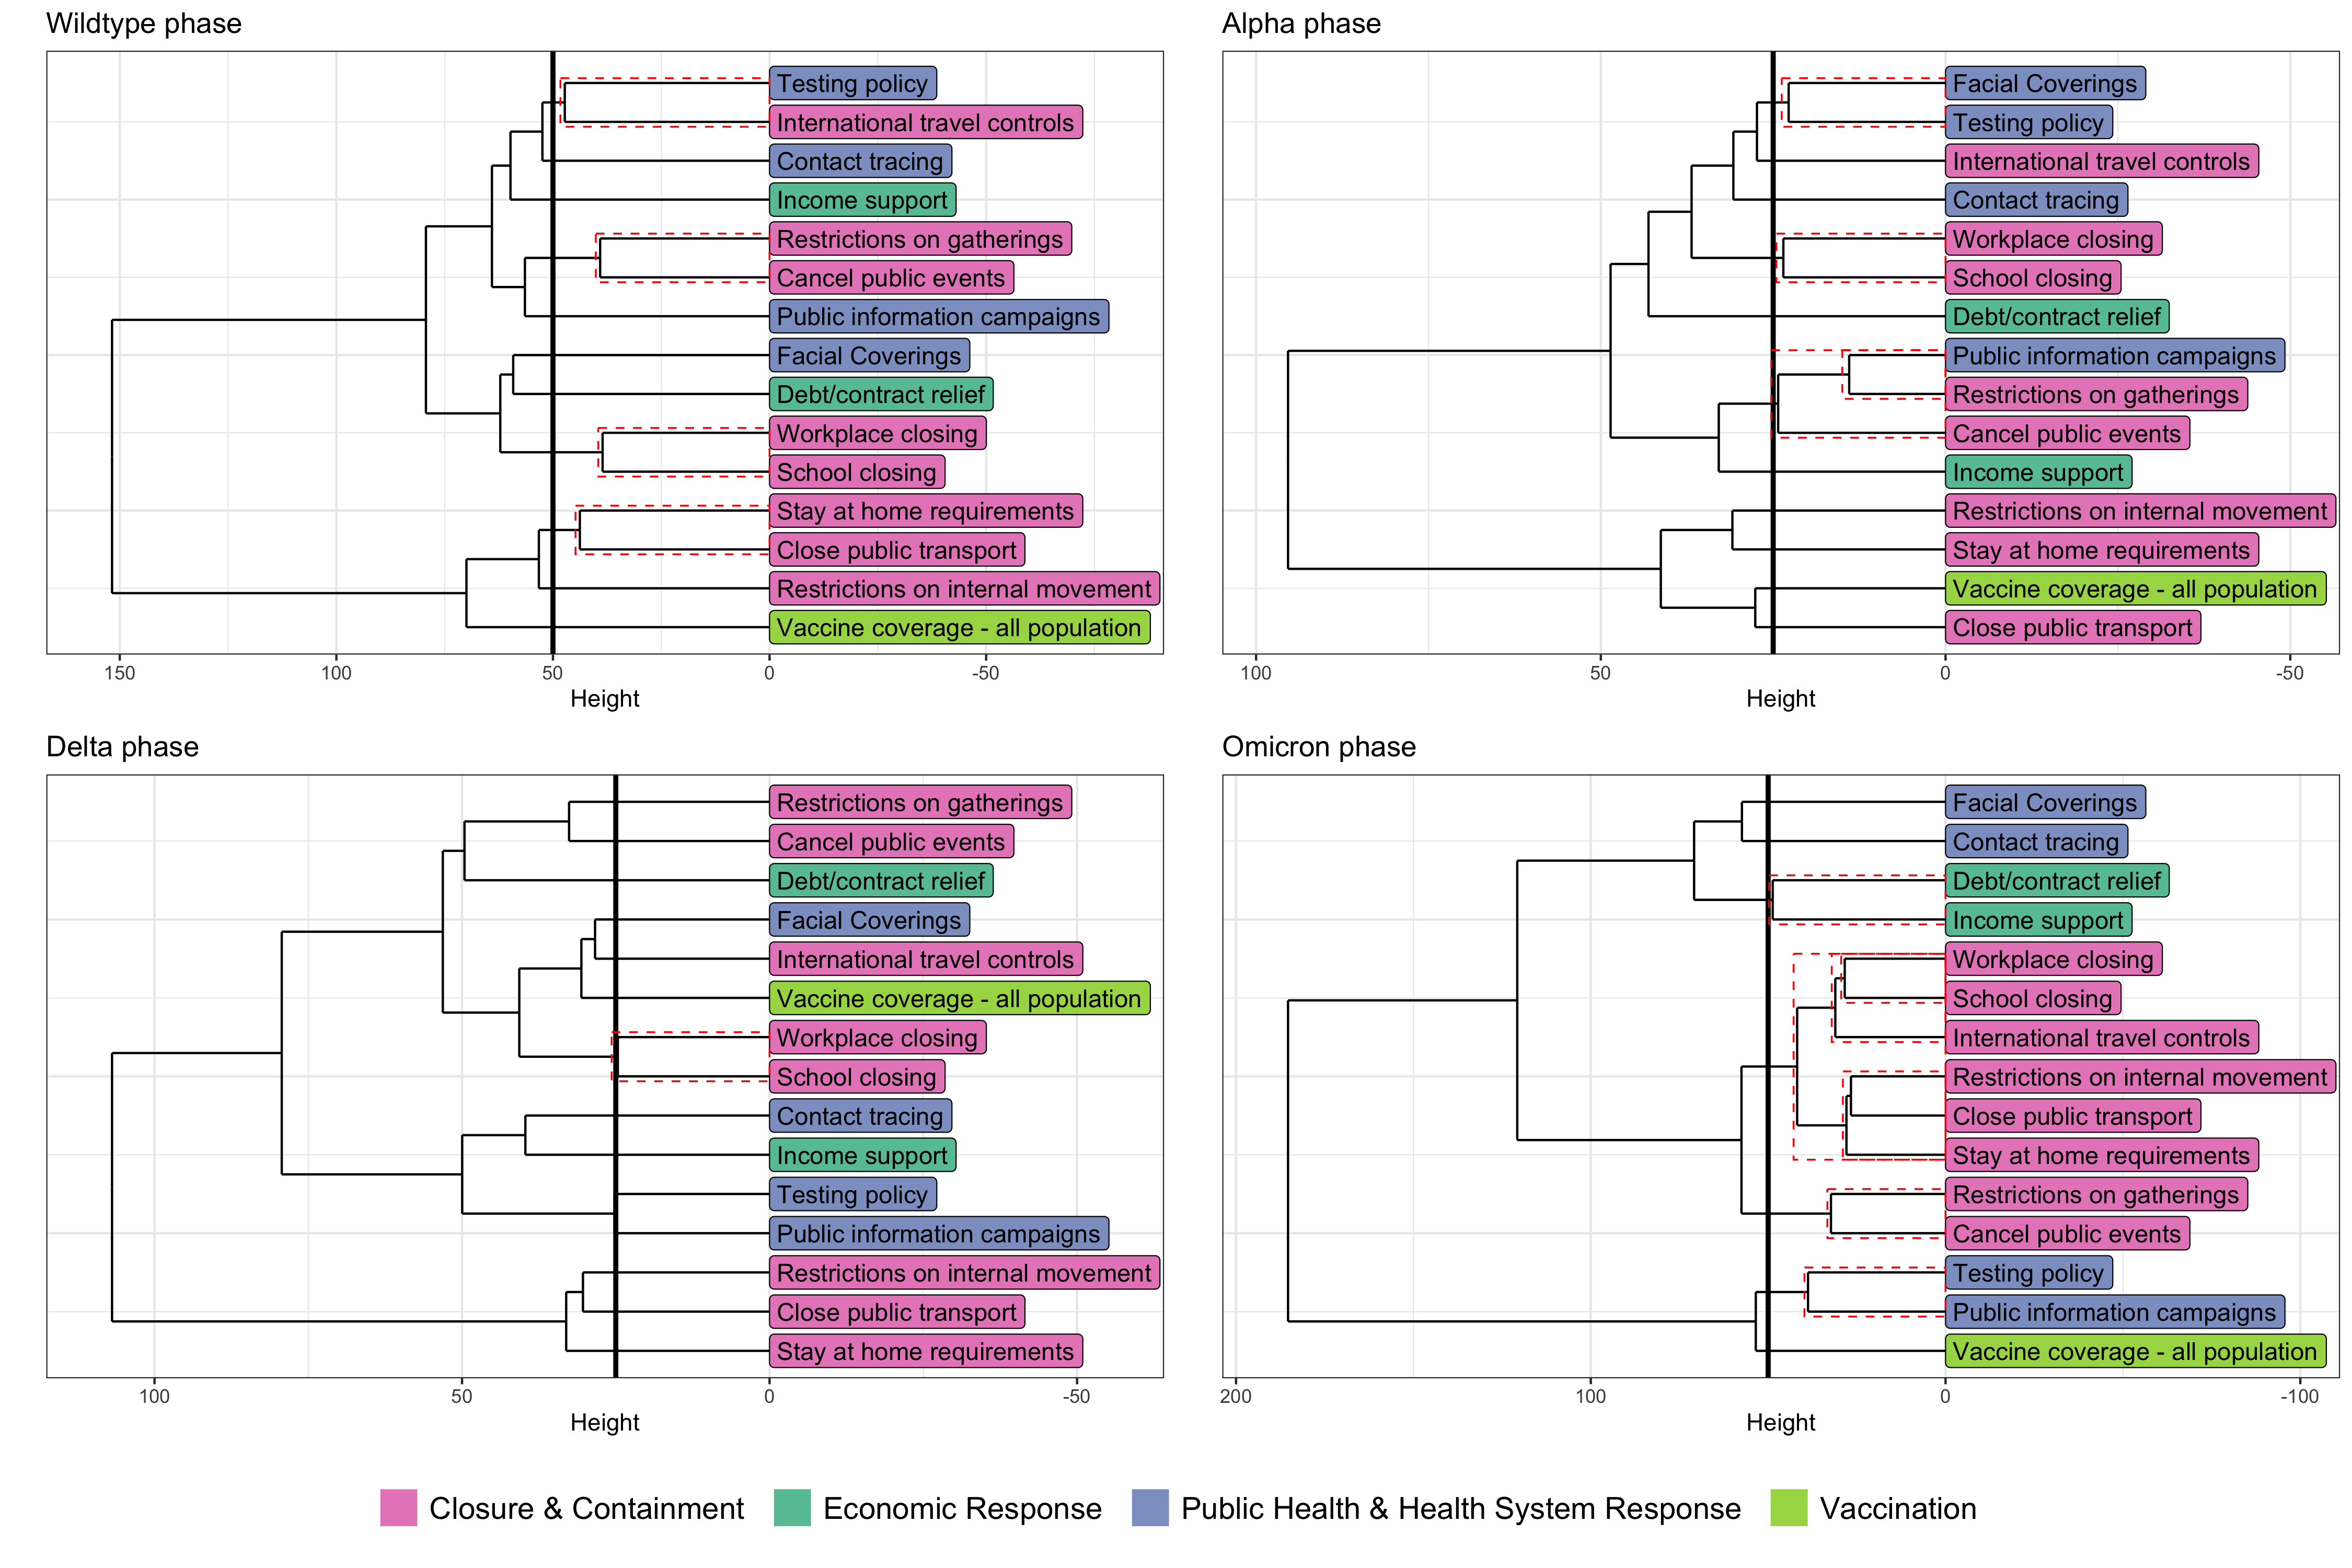 Wildtype phase
Testing policy
International travel controls
Contact tracing
Income support
Restrictions on gatherings
Cancel public events
Public information campaigns
Facial Coverings
Debt/contract relief
Workplace closing
School closing
Stay at home requirements
Close public transport
Restrictions on internal movement
Vaccine coverage - all population
150 100 50 0 -50
Height
Alpha phase
Facial Coverings
Testing policy
International travel controls
Contact tracing
Workplace closing
School closing
Debt/contract relief
Public information campaigns
Restrictions on gatherings
Cancel public events
Income support
Restrictions on internal movement
Stay at home requirements
Vaccine coverage - all population
Close public transport
100 50 0 -50
Height
Delta phase
Restrictions on gatherings
Cancel public events
Debt/contract relief
Facial Coverings
International travel controls
Vaccine coverage - all population
Workplace closing
School closing
Contact tracing
Income support
Testing policy
Public information campaigns
Restrictions on internal movement
Close public transport
Stay at home requirements
100 50 0 -50
Height
Omicron phase
Facial Coverings
Contact tracing
Debt/contract relief
Income support
Workplace closing
School closing
International travel controls
Restrictions on internal movement
Close public transport
Stay at home requirements
Restrictions on gatherings
Cancel public events
Testing policy
Public information campaigns
Vaccine coverage - all population
200 100 0 -100
Height
Closure & Containment Economic Response Public Health & Health System Response Vaccination